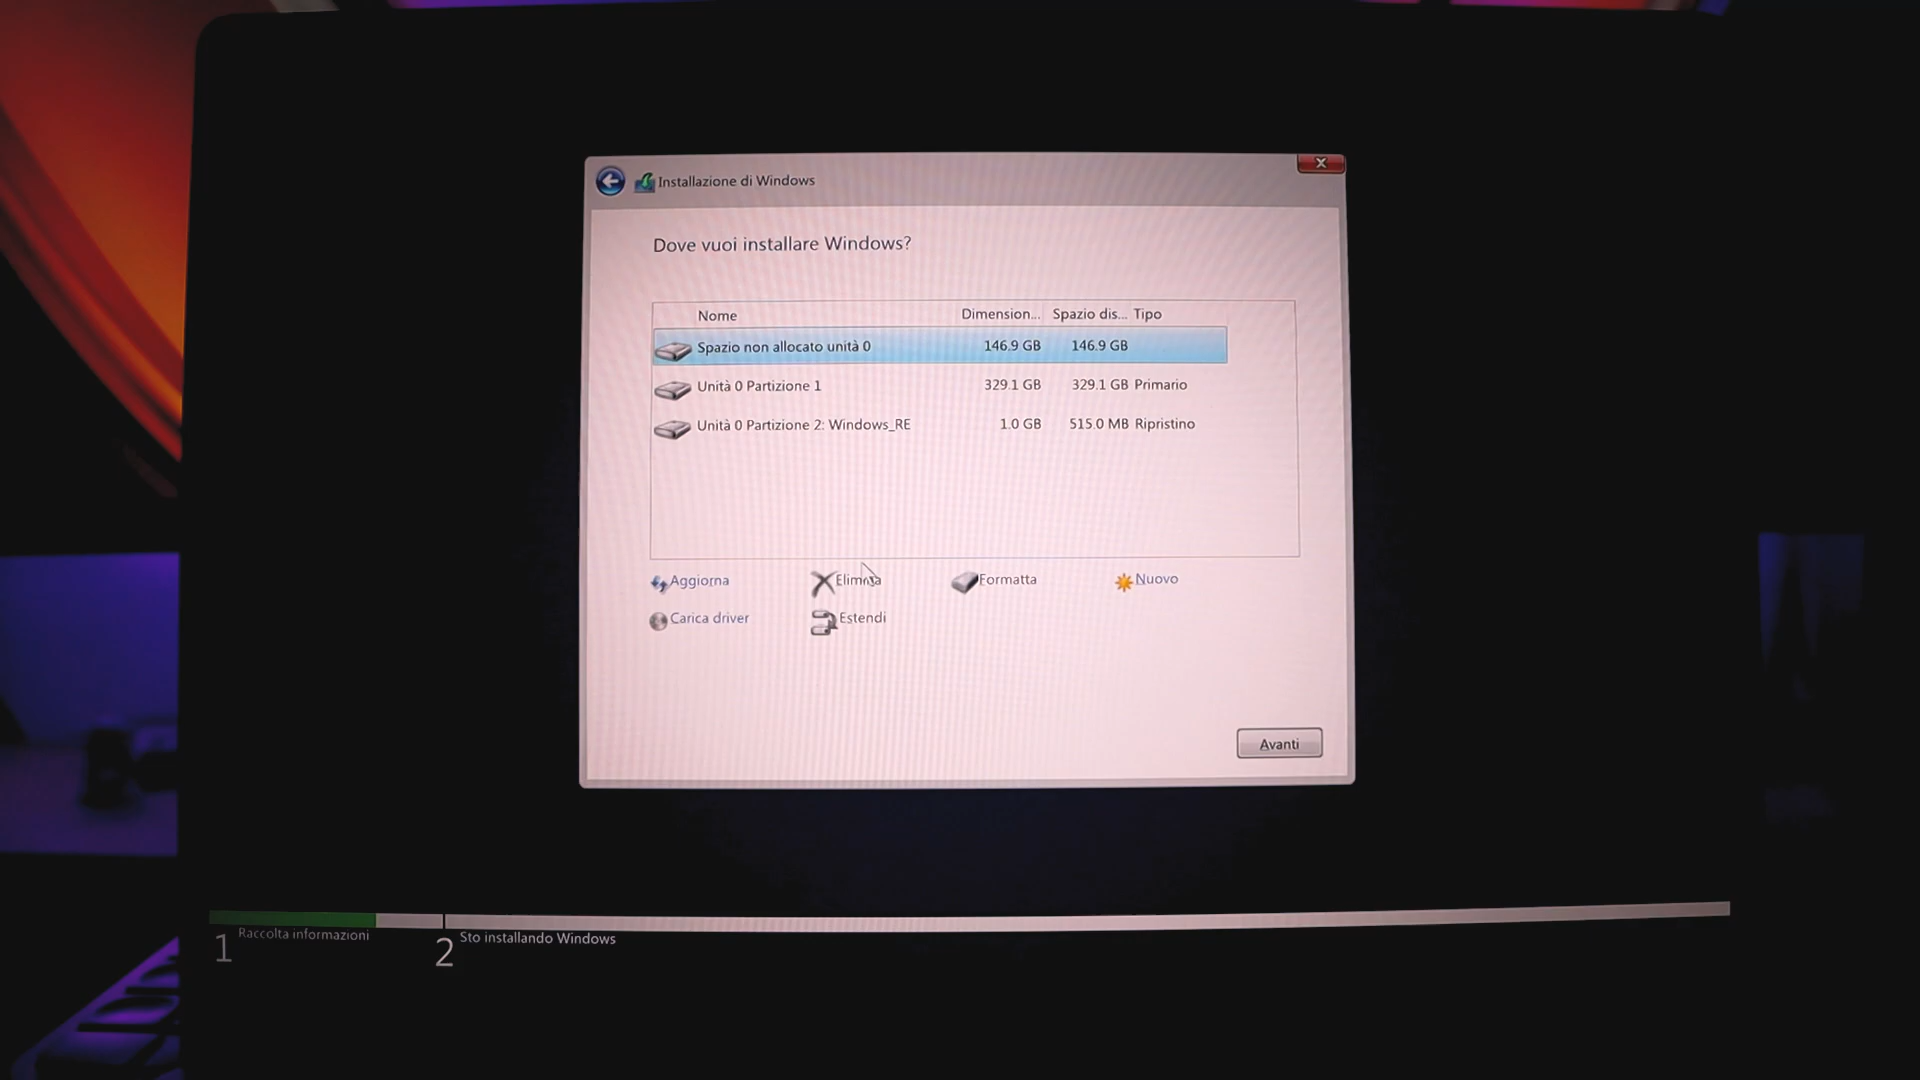 Installazione di Windows
Dove vuoi installare Windows?
Nome Dimension... Spazio dis... Tipo
Spazio non allocato unità 0 146.9 GB 146.9 GB
Unità 0 Partizione 1 329.1 GB 329.1 GB Primario
Unità 0 Partizione 2: Windows_RE 1.0 GB 515.0 MB Ripristino
Aggiorna Elimina Formatta Nuovo
Carica driver Estendi
Avanti
1 Raccolta informazioni 2 Sto installando Windows